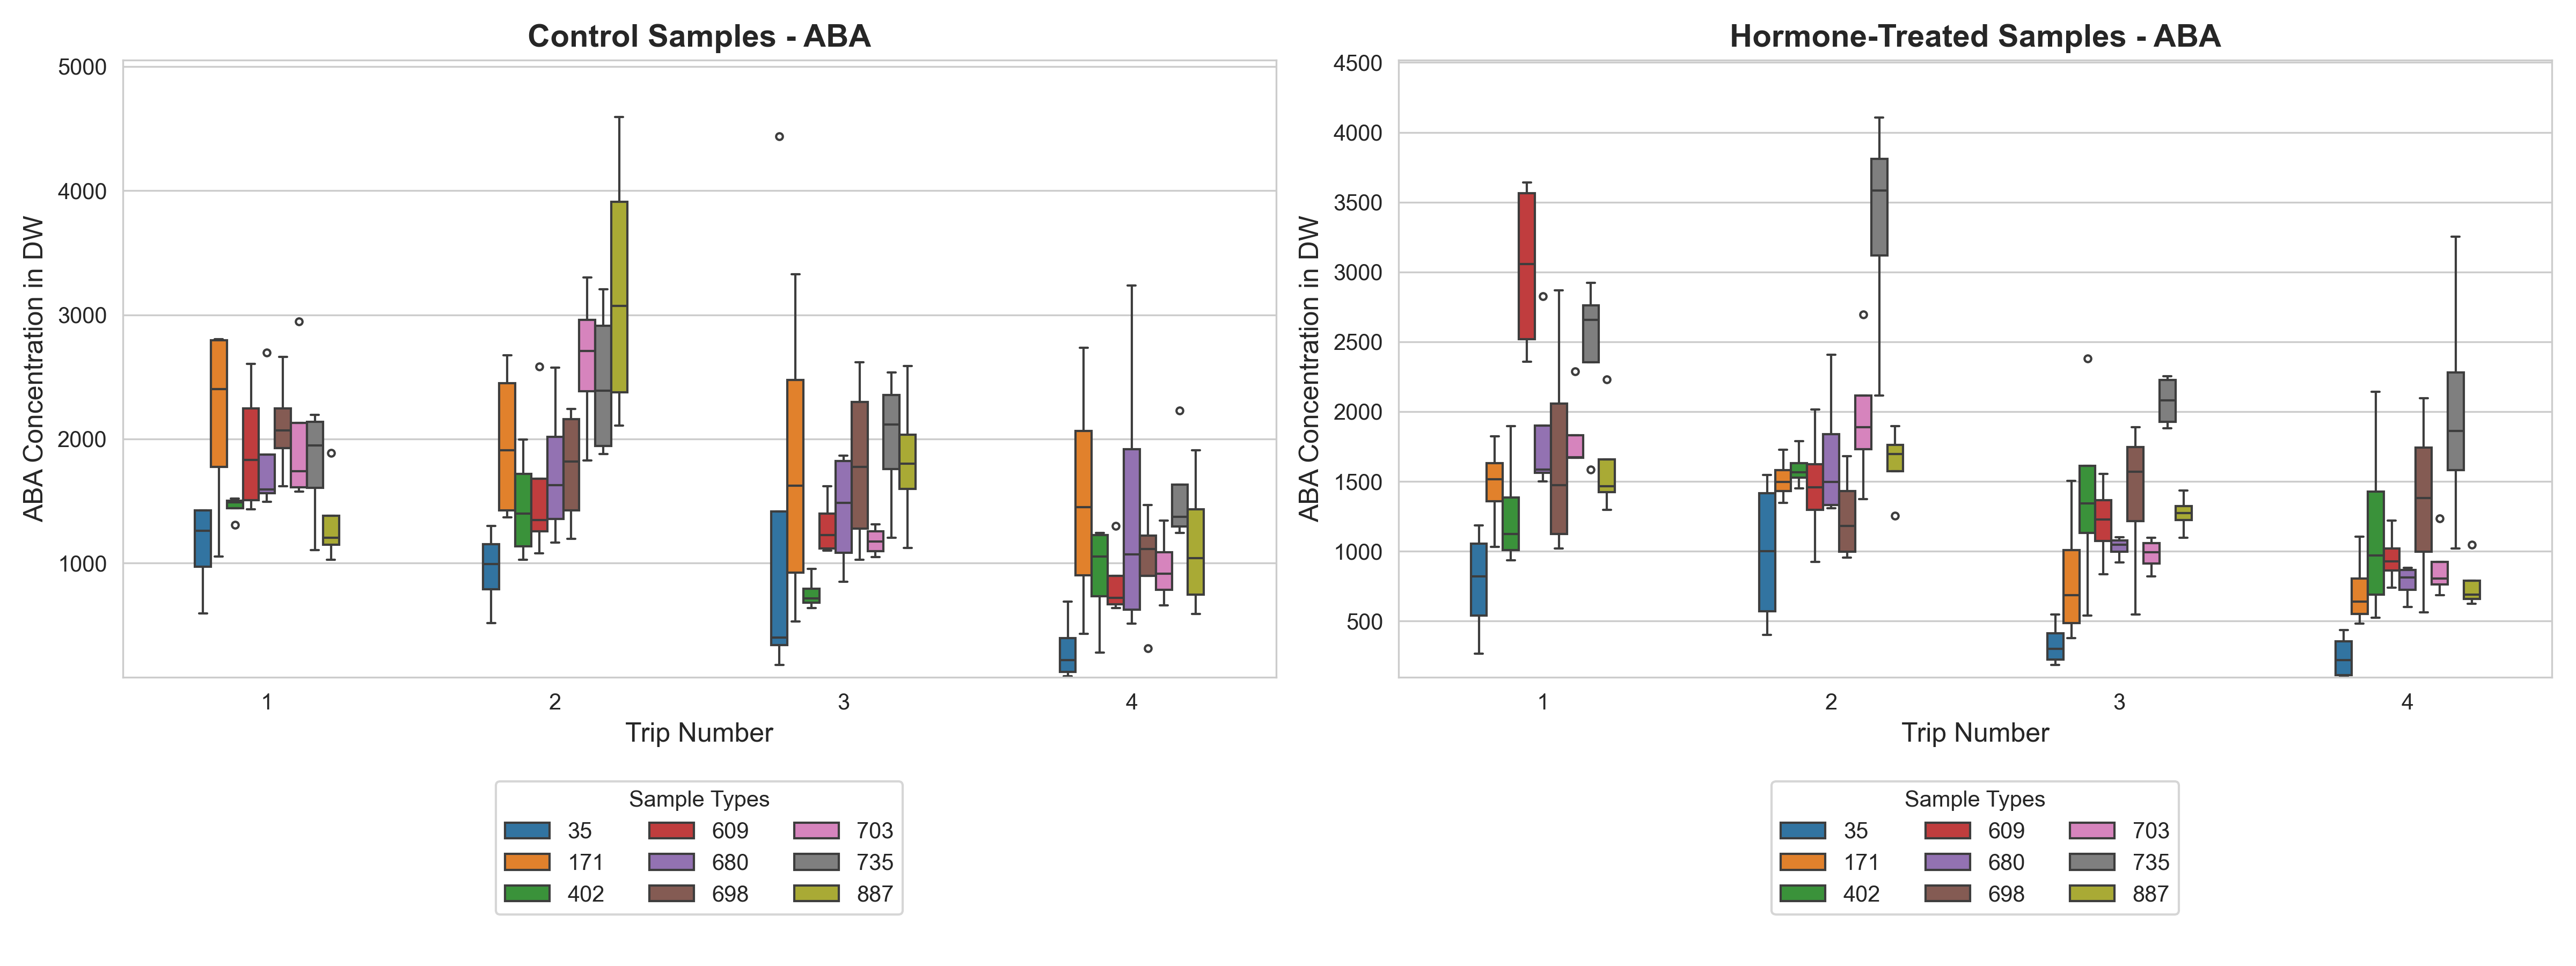 Control Samples - ABA
5000
4000
3000
2000
1000
ABA Concentration in DW
1 2 3 4
Trip Number
Sample Types
35 609 703
171 680 735
402 698 887
Hormone-Treated Samples - ABA
4500
4000
3500
3000
2500
2000
1500
1000
500
ABA Concentration in DW
1 2 3 4
Trip Number
Sample Types
35 609 703
171 680 735
402 698 887